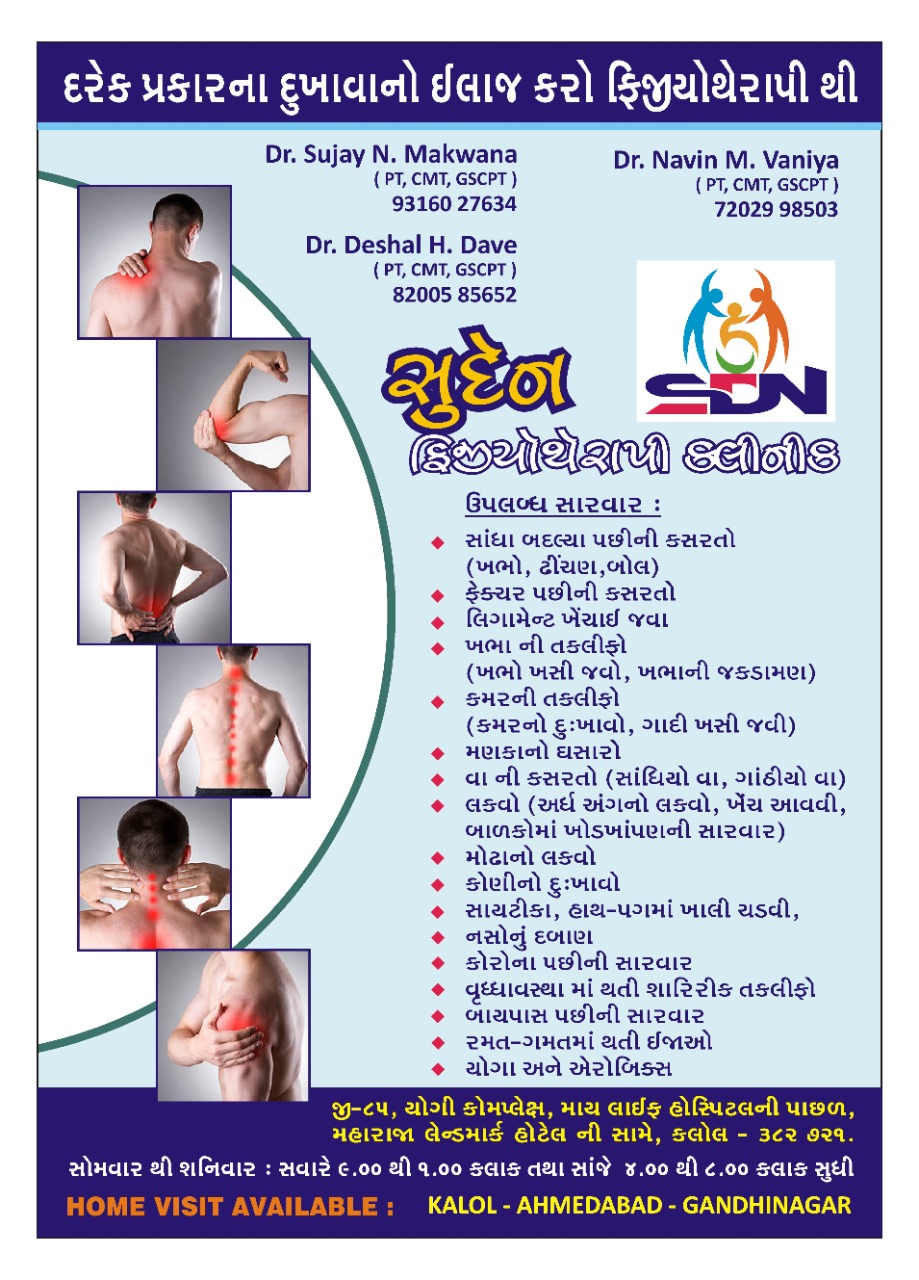 દરેક પ્રકારના દુખાવાનો ઈલાજ કરો ફિજીયોથેરાપી થી
Dr. Sujay N. Makwana
( PT, CMT, GSCPT )
93160 27634
Dr. Navin M. Vaniya
( PT, CMT, GSCPT )
72029 98503
Dr. Deshal H. Dave
( PT, CMT, GSCPT )
82005 85652
SDN
સુદેન
ફિજીયોથેરાપી ક્લીનીક
ઉપલબ્ધ સારવાર :
સાંધા બદલ્યા પછીની કસરતો
(ખભો, ઢીંચણ,બોલ)
ફેક્ચર પછીની કસરતો
લિગામેન્ટ ખેંચાઈ જવા
ખભા ની તકલીફો
(ખભો ખસી જવો, ખભાની જકડામણ)
કમરની તકલીફો
(કમરનો દુઃખાવો, ગાદી ખસી જવી)
મણકાનો ઘસારો
વા ની કસરતો (સાંધિયો વા, ગાંઠીયો વા)
લકવો (અર્ધ અંગનો લકવો, ખેંચ આવવી,
બાળકોમાં ખોડખાંપણની સારવાર)
મોઢાનો લકવો
કોણીનો દુઃખાવો
સાયટીકા, હાથ-પગમાં ખાલી ચડવી,
નસોનું દબાણ
કોરોના પછીની સારવાર
વૃધ્ધાવસ્થા માં થતી શારિરીક તકલીફો
બાયપાસ પછીની સારવાર
રમત-ગમતમાં થતી ઈજાઓ
યોગા અને એરોબિક્સ
જી-૮૫, યોગી કોમપ્લેક્ષ, માય લાઈફ હોસ્પિટલની પાછળ,
મહારાજા લેન્ડમાર્ક હોટેલ ની સામે, કલોલ - ૩૮૨ ૭૨૧.
સોમવાર થી શનિવાર : સવારે ૯.૦૦ થી ૧.૦૦ કલાક તથા સાંજે ૪.૦૦ થી ૮.૦૦ કલાક સુધી
HOME VISIT AVAILABLE : KALOL - AHMEDABAD - GANDHINAGAR